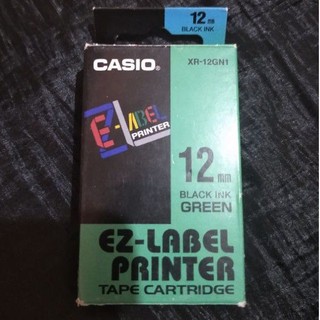 12 mm
BLACK INK
CASIO®
XR-12GN1
EZ-LABEL
PRINTER
12 mm
BLACK INK
GREEN
EZ-LABEL
PRINTER
TAPE CARTRIDGE